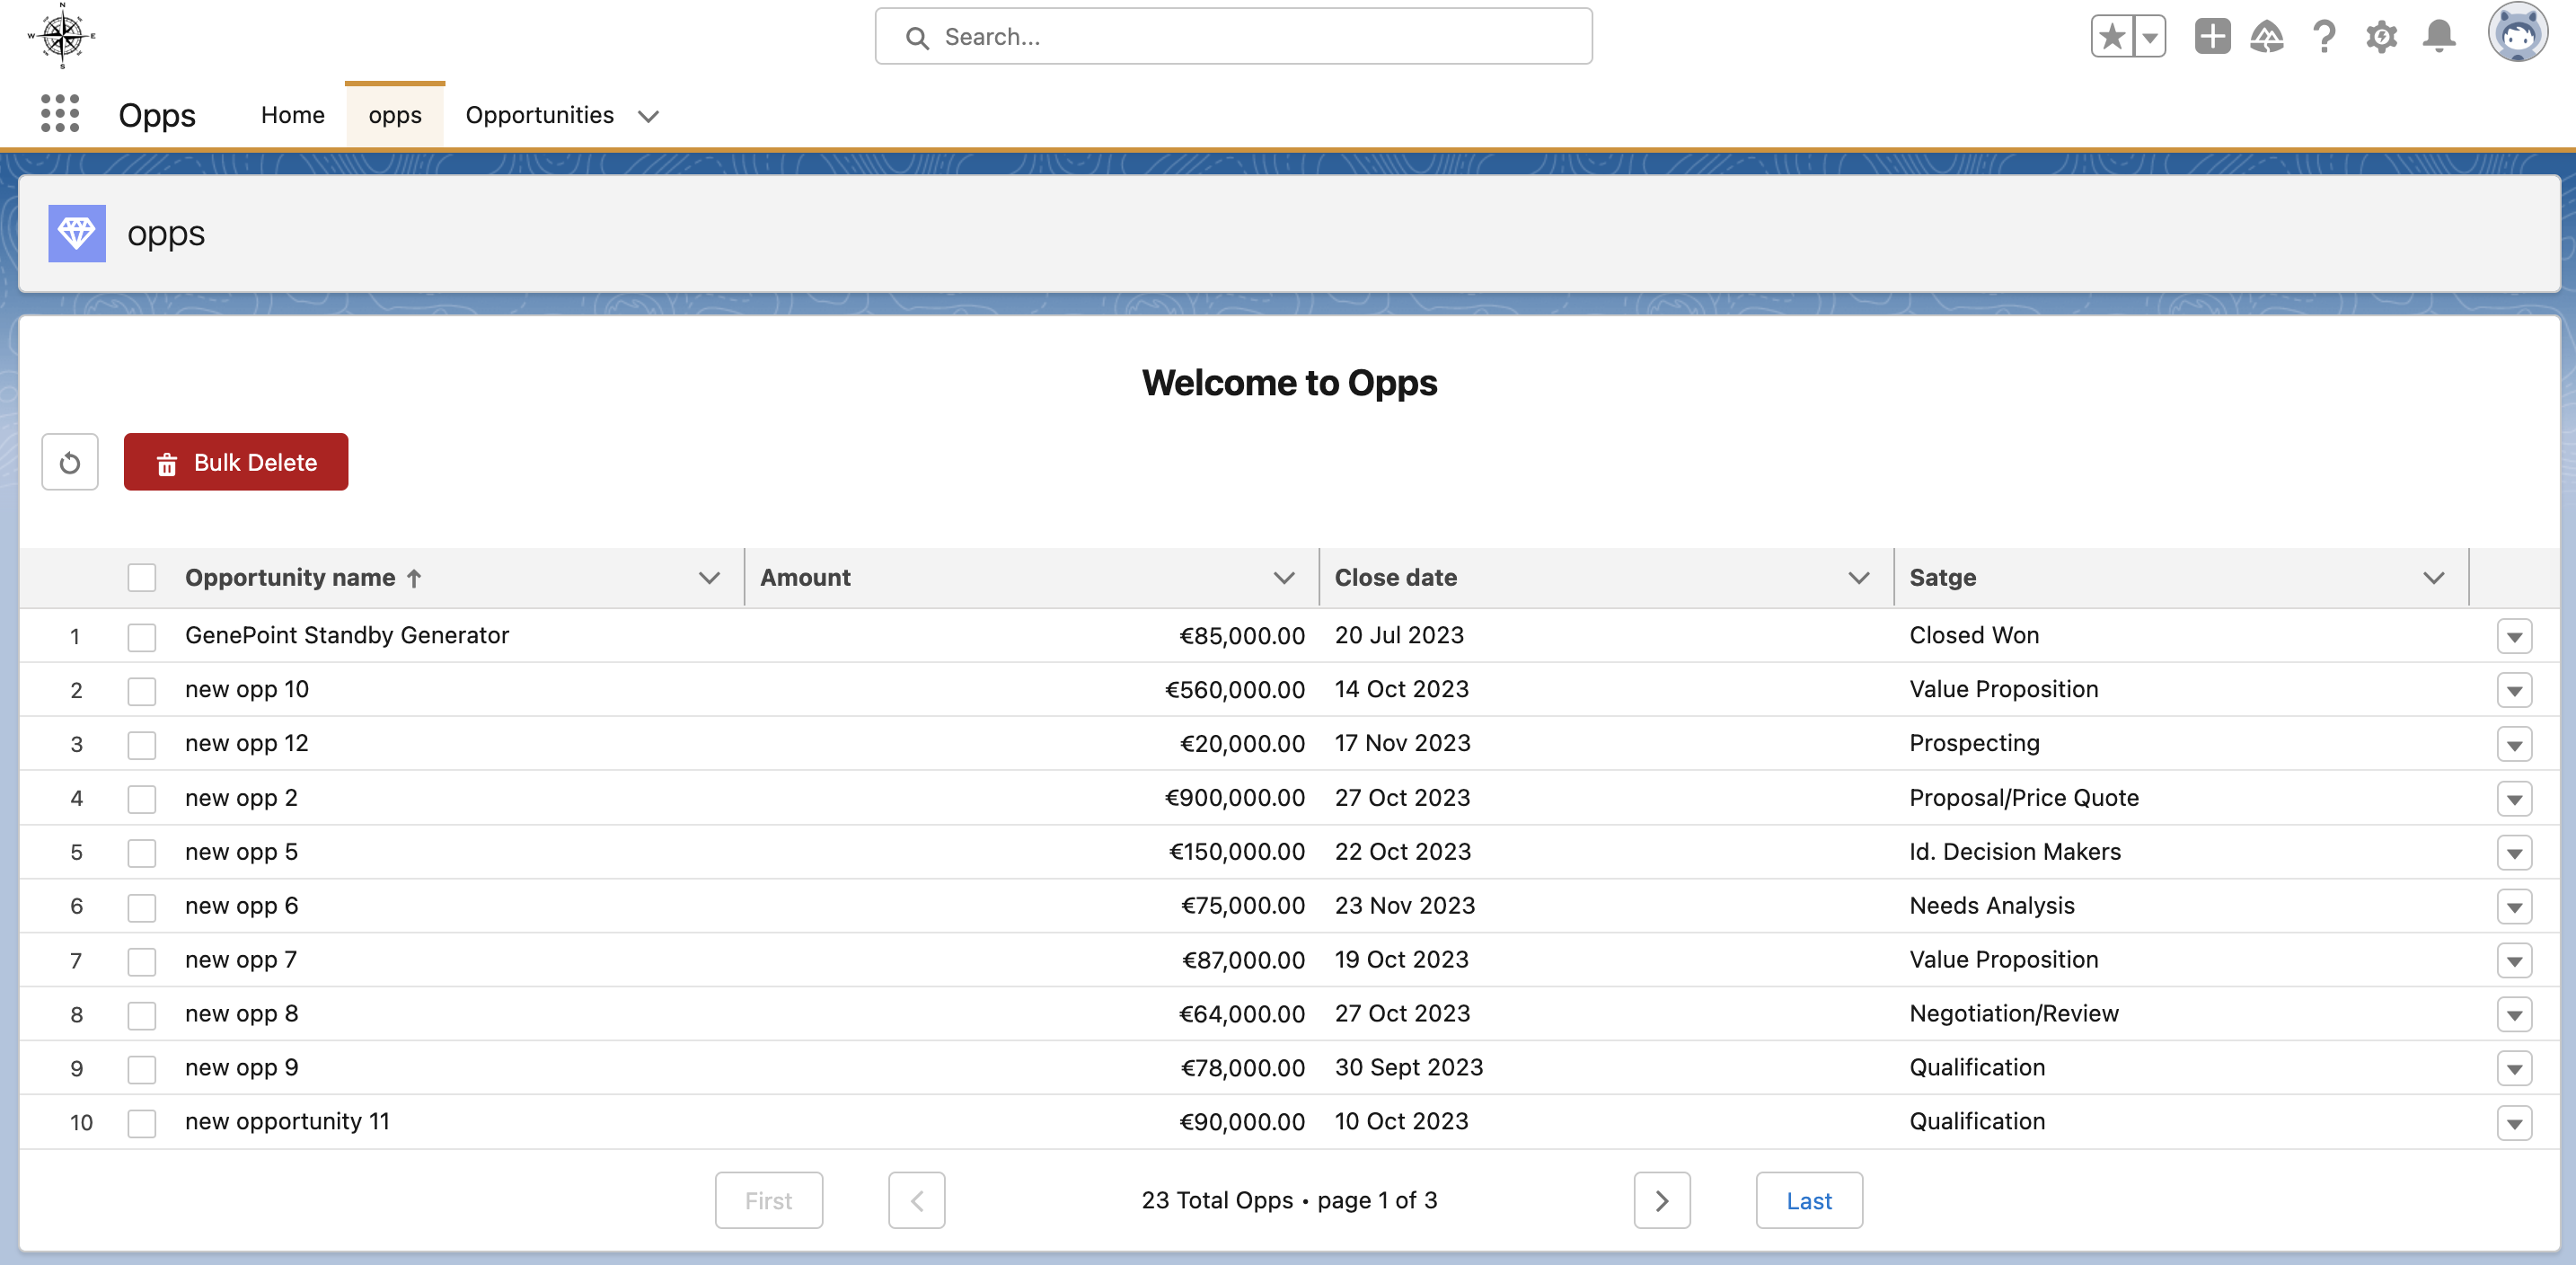 N
W E
S
Search...
Opps Home opps Opportunities
opps
Welcome to Opps
Bulk Delete
Opportunity name Amount Close date Satge
1 GenePoint Standby Generator €85,000.00 20 Jul 2023 Closed Won
2 new opp 10 €560,000.00 14 Oct 2023 Value Proposition
3 new opp 12 €20,000.00 17 Nov 2023 Prospecting
4 new opp 2 €900,000.00 27 Oct 2023 Proposal/Price Quote
5 new opp 5 €150,000.00 22 Oct 2023 Id. Decision Makers
6 new opp 6 €75,000.00 23 Nov 2023 Needs Analysis
7 new opp 7 €87,000.00 19 Oct 2023 Value Proposition
8 new opp 8 €64,000.00 27 Oct 2023 Negotiation/Review
9 new opp 9 €78,000.00 30 Sept 2023 Qualification
10 new opportunity 11 €90,000.00 10 Oct 2023 Qualification
First 23 Total Opps • page 1 of 3 Last